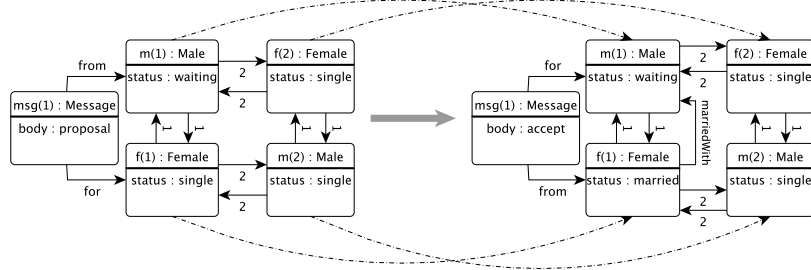 from
m(1) : Male
status : waiting
2
2
f(2) : Female
status : single
msg(1) : Message
body : proposal
1
1
1
1
for
f(1) : Female
status : single
2
2
m(2) : Male
status : single
for
m(1) : Male
status : waiting
2
2
f(2) : Female
status : single
msg(1) : Message
body : accept
1
1
marriedWith
1
1
from
f(1) : Female
status : married
2
2
m(2) : Male
status : single